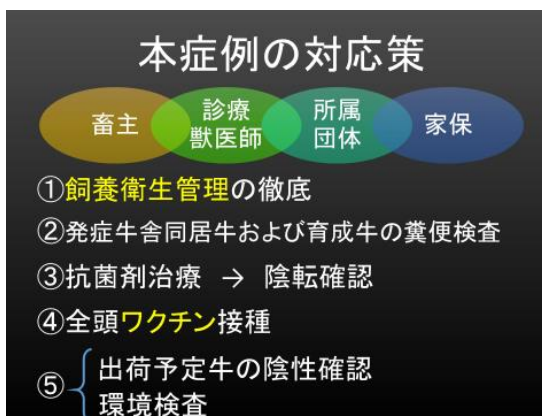 本症例の対応策
畜主
診療
獣医師
所属
団体
家保
①飼養衛生管理の徹底
②発症牛舎同居牛および育成牛の糞便検査
③抗菌剤治療 → 陰転確認
④全頭ワクチン接種
⑤ 出荷予定牛の陰性確認
環境検査